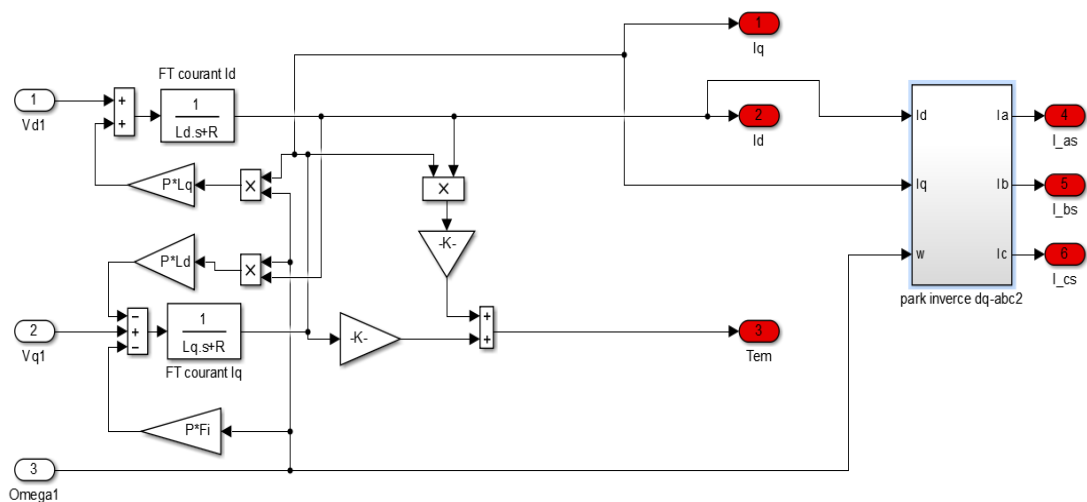 1
Iq
FT courant Id
1
Vd1
+
+
1
Ld.s+R
2
Id
Id
Ia
4
I_as
P*Lq
X
X
Iq
Ib
5
I_bs
-K-
P*Ld
X
w
Ic
6
I_cs
park inverce dq-abc2
2
Vq1
−
+
−
1
Lq.s+R
FT courant Iq
-K-
+
+
3
Tem
P*Fi
3
Omega1